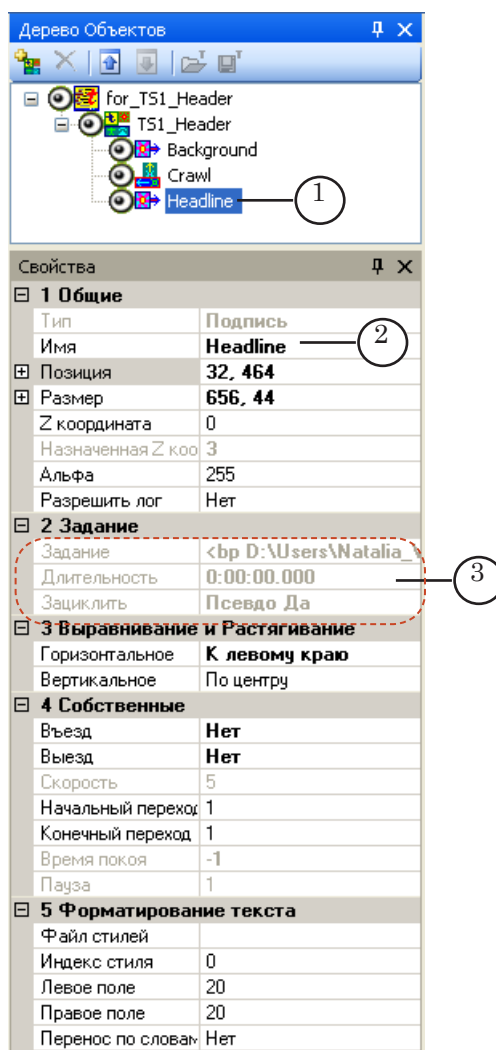 Дерево Объектов
for_TS1_Header
TS1_Header
Background
Crawl
Headline
1
Свойства
1 Общие
Тип Подпись
Имя Headline
2
Позиция 32, 464
Размер 656, 44
Z координата 0
Назначенная Z коо 3
Альфа 255
Разрешить лог Нет
2 Задание
Задание <bp D:\Users\Natalia_
Длительность 0:00:00.000
3
Зациклить Псевдо Да
3 Выравнивание и Растягивание
Горизонтальное К левому краю
Вертикальное По центру
4 Собственные
Въезд Нет
Выезд Нет
Скорость 5
Начальный переход 1
Конечный переход 1
Время покоя -1
Пауза 1
5 Форматирование текста
Файл стилей
Индекс стиля 0
Левое поле 20
Правое поле 20
Перенос по словам Нет